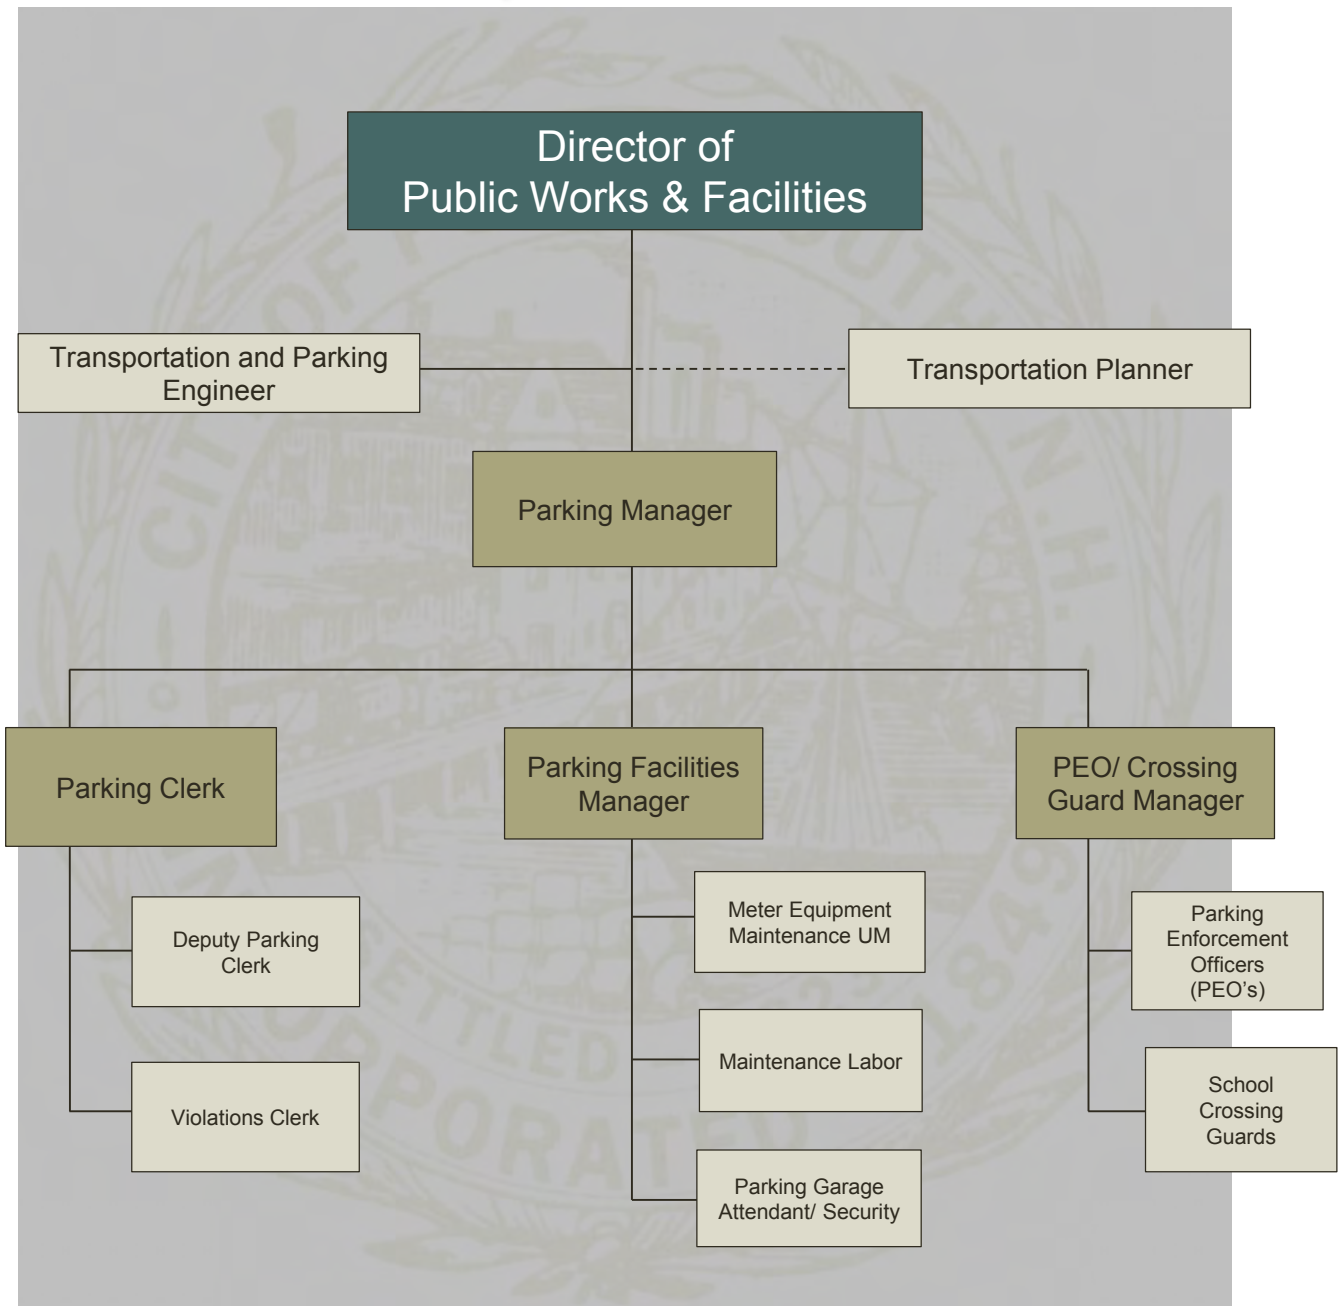 Director of
Public Works & Facilities
Transportation and Parking
Engineer
Transportation Planner
Parking Manager
Parking Clerk
Parking Facilities
Manager
PEO/ Crossing
Guard Manager
Deputy Parking
Clerk
Violations Clerk
Meter Equipment
Maintenance UM
Maintenance Labor
Parking Garage
Attendant/ Security
Parking
Enforcement
Officers
(PEO’s)
School
Crossing
Guards